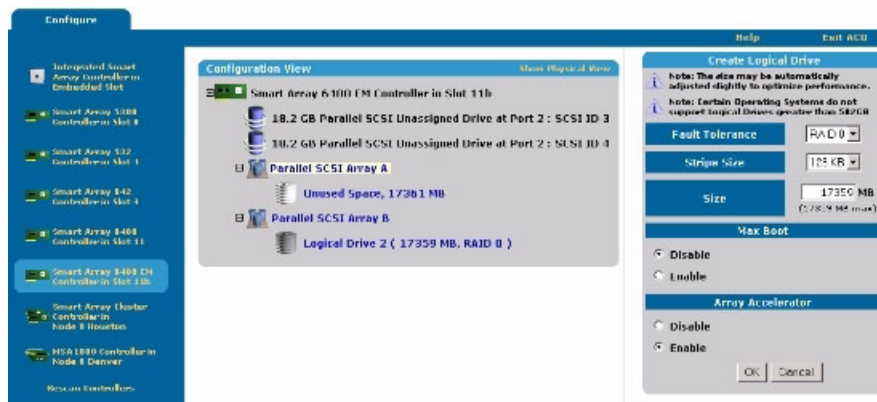 Configure
Help
Exit ACU
Integrated Smart
Array Controller in
Embedded Slot
Smart Array 5300
Controller in Slot
Smart Array 532
Controller in Slot
Smart Array 642
Controller in Slot
Smart Array 6400
Controller in Slot 11
Smart Array 6400 EM
Controller in Slot 11b
Smart Array Cluster
Controller in
Node 0 Houston
MSA1000 Controller in
Node 0 Denver
Rescan Controllers
Configuration View
Show Physical View
Smart Array 6400 EM Controller in Slot 11b
18.2 GB Parallel SCSI Unassigned Drive at Port 2 : SCSI ID 3
18.2 GB Parallel SCSI Unassigned Drive at Port 2 : SCSI ID 4
Parallel SCSI Array A
Unused Space, 17361 MB
Parallel SCSI Array B
Logical Drive 2 ( 17359 MB, RAID 0 )
Create Logical Drive
Note: The size may be automatically
adjusted slightly to optimize performance.
Note: Certain Operating Systems do not
support Logical Drives greater than 502GB
Fault Tolerance
RAID 0
Stripe Size
128 KB
Size
17359 MB
(17359 MB max)
Max Boot
Disable
Enable
Array Accelerator
Disable
Enable
OK
Cancel